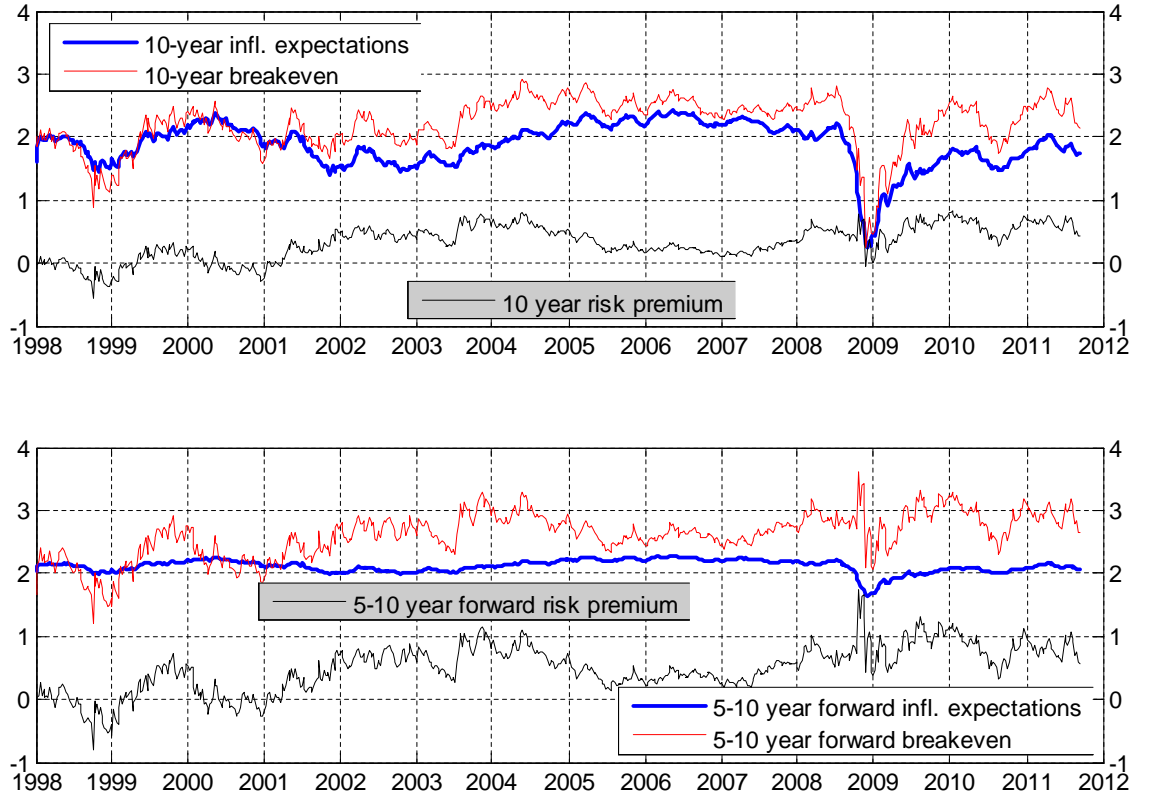 4 4
10-year infl. expectations
10-year breakeven
3 3
2 2
1 1
0 0
10 year risk premium
-1 -1
1998 1999 2000 2001 2002 2003 2004 2005 2006 2007 2008 2009 2010 2011 2012
4 4
3 3
2 2
5-10 year forward risk premium
1 1
0 0
5-10 year forward infl. expectations
5-10 year forward breakeven
-1 -1
1998 1999 2000 2001 2002 2003 2004 2005 2006 2007 2008 2009 2010 2011 2012